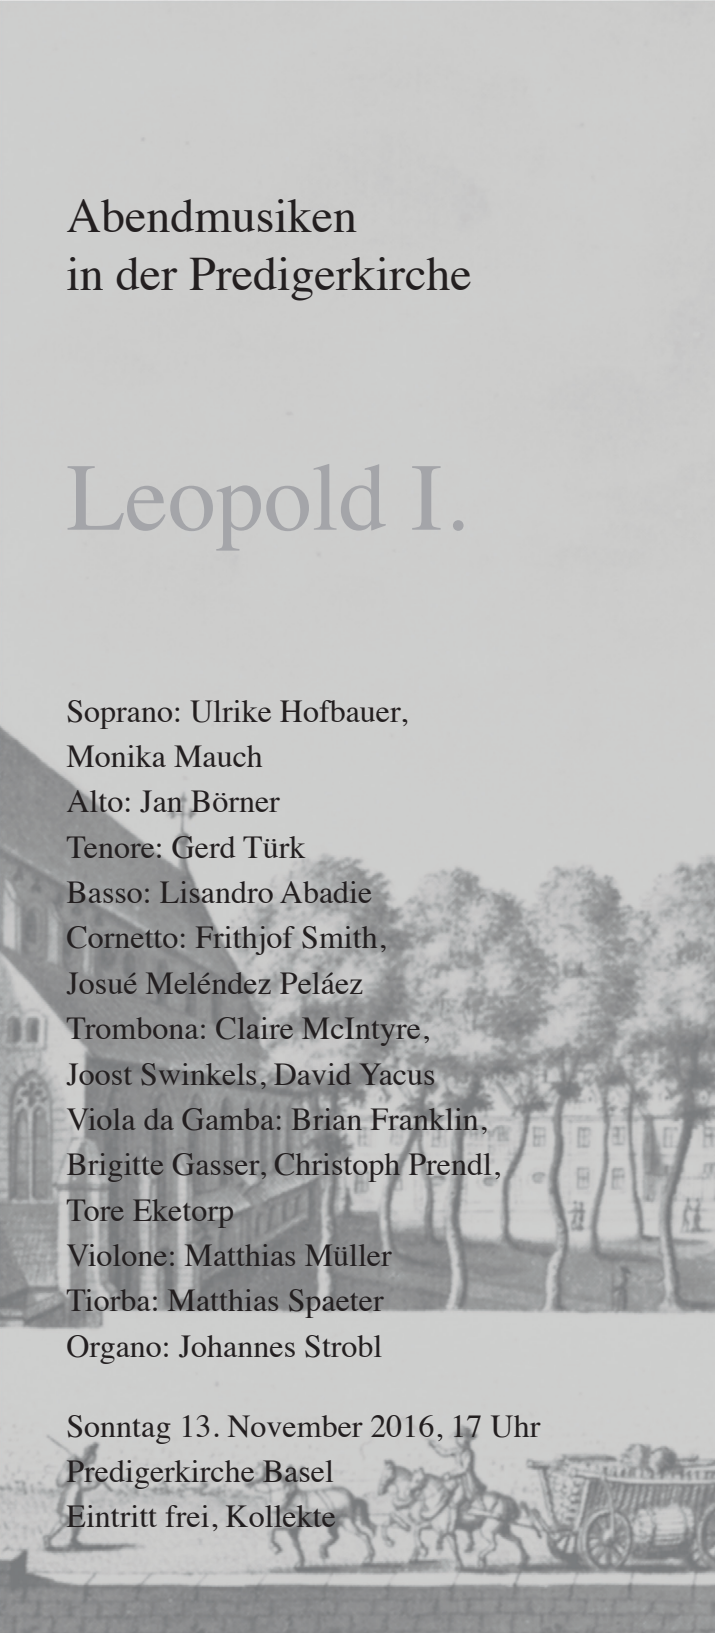 Abendmusiken
in der Predigerkirche
Leopold I.
Soprano: Ulrike Hofbauer,
Monika Mauch
Alto: Jan Börner
Tenore: Gerd Türk
Basso: Lisandro Abadie
Cornetto: Frithjof Smith,
Josué Meléndez Peláez
Trombona: Claire McIntyre,
Joost Swinkels, David Yacus
Viola da Gamba: Brian Franklin,
Brigitte Gasser, Christoph Prendl,
Tore Eketorp
Violone: Matthias Müller
Tiorba: Matthias Spaeter
Organo: Johannes Strobl
Sonntag 13. November 2016, 17 Uhr
Predigerkirche Basel
Eintritt frei, Kollekte